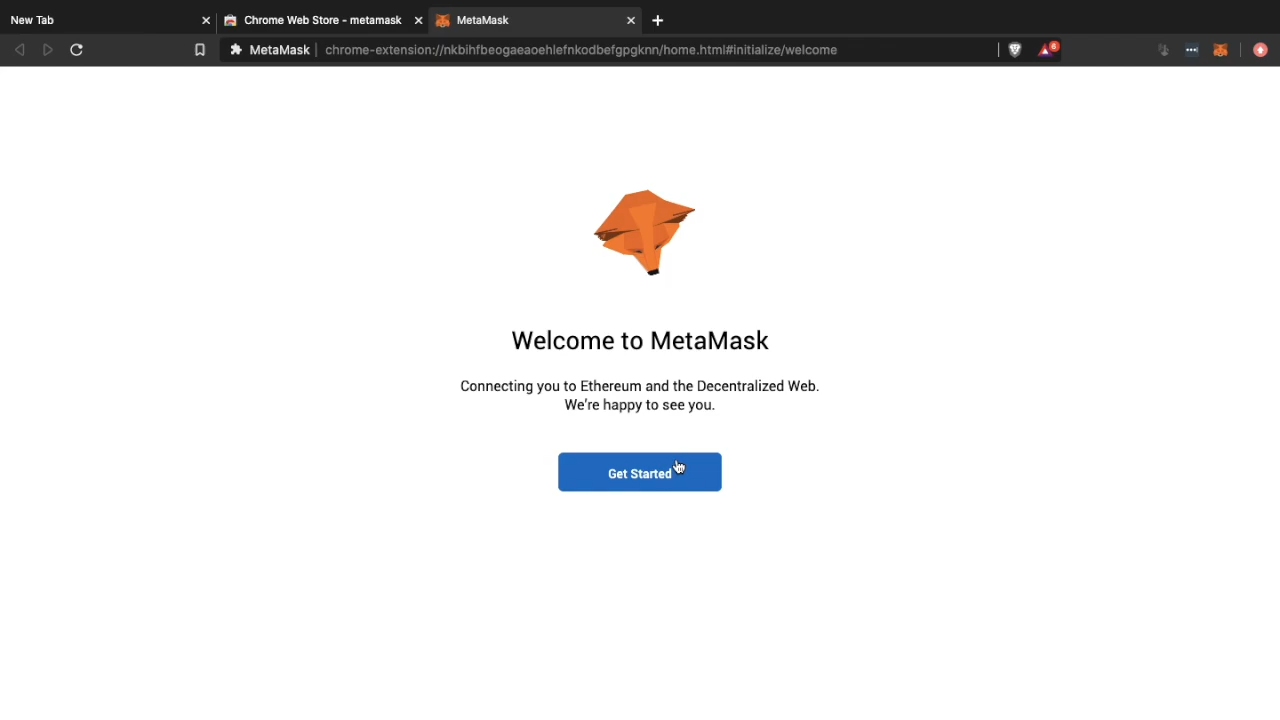 New Tab
Chrome Web Store - metamask
MetaMask
MetaMask
chrome-extension://nkbihfbeogaeaoehlefnkodbefgpgknn/home.html#initialize/welcome
6
Welcome to MetaMask
Connecting you to Ethereum and the Decentralized Web.
We're happy to see you.
Get Started